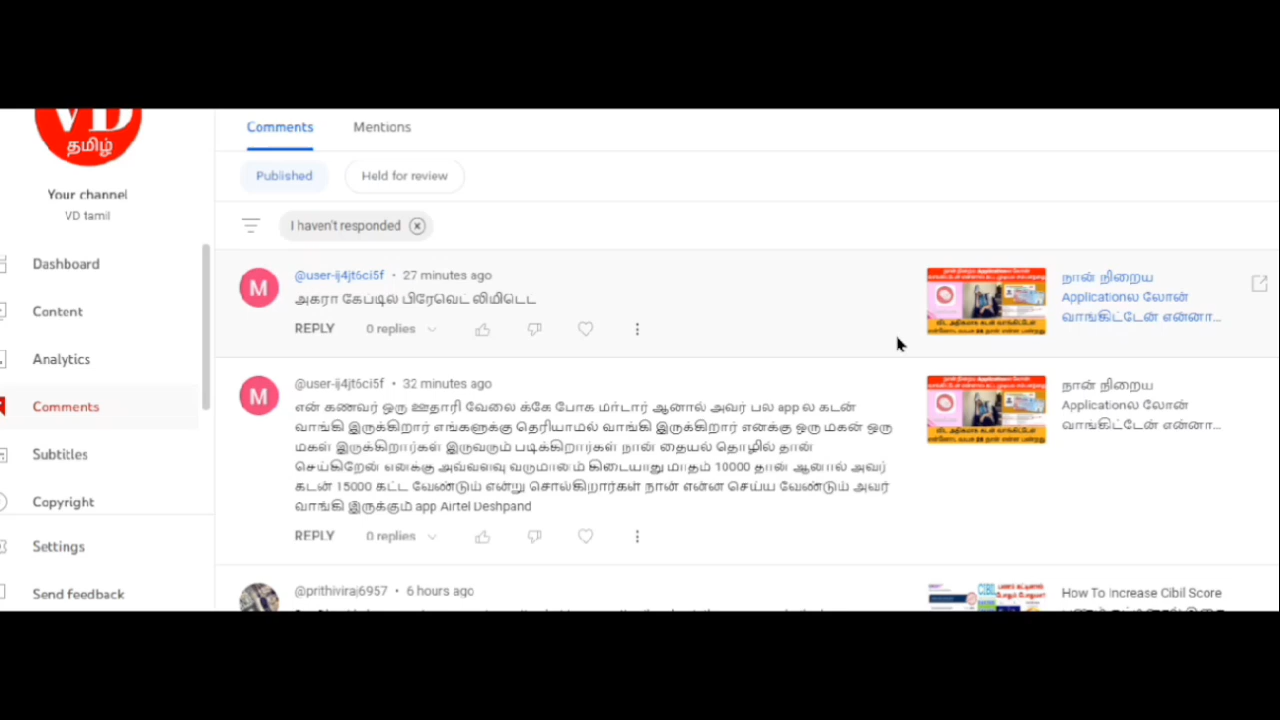 VD
தமிழ்
Your channel
VD tamil
Dashboard
Content
Analytics
Comments
Subtitles
Copyright
Settings
Send feedback
Comments
Mentions
Published
Held for review
I haven't responded
@user-ij4jt6ci5f • 27 minutes ago
அகரா கேபடில் பிரேவெட் லிமிடெட
REPLY
0 replies
நான் நிறைய
Applicationல லோன்
வாங்கிட்டேன் என்னா...
@user-ij4jt6ci5f • 32 minutes ago
என் கணவர் ஒரு ஊதாரி வேலை க்கே போக மாட்டார் ஆனால் அவர் பல app ல கடன்
வாங்கி இருக்கிறார் எங்களுக்கு தெரியாமல் வாங்கி இருக்கிறார் எனக்கு ஒரு மகன் ஒரு
மகள் இருக்கிறார்கள் இருவரும் படிக்கிறார்கள் நான் தையல் தொழில் தான்
செய்கிறேன் எனக்கு அவ்வளவு வருமானம் கிடையாது மாதம் 10000 தான் ஆனால் அவர்
கடன் 15000 கட்ட வேண்டும் என்று சொல்கிறார்கள் நான் என்ன செய்ய வேண்டும் அவர்
வாங்கி இருக்கும் app Airtel Deshpand
REPLY
0 replies
நான் நிறைய
Applicationல லோன்
வாங்கிட்டேன் என்னா...
@prithiviraj6957 • 6 hours ago
How To Increase Cibil Score